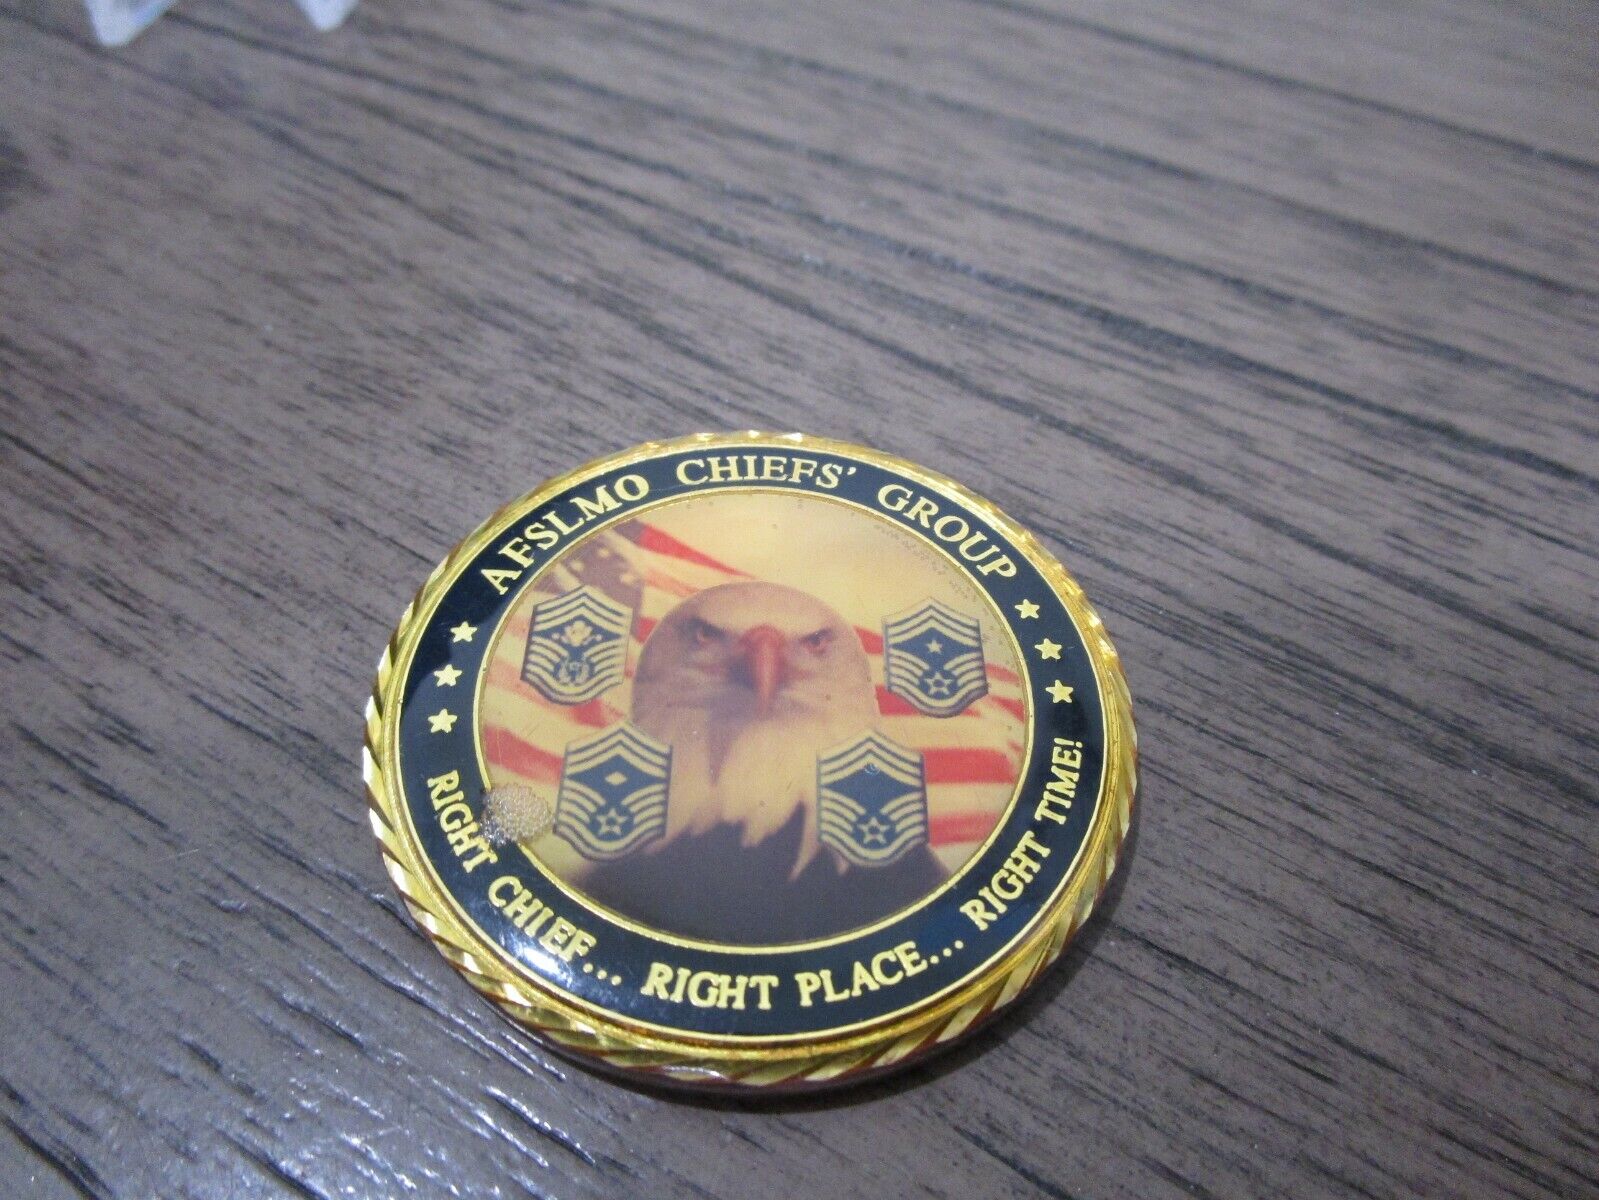 AFSLMO CHIEFS' GROUP
RIGHT CHIEF... RIGHT PLACE... RIGHT TIME!